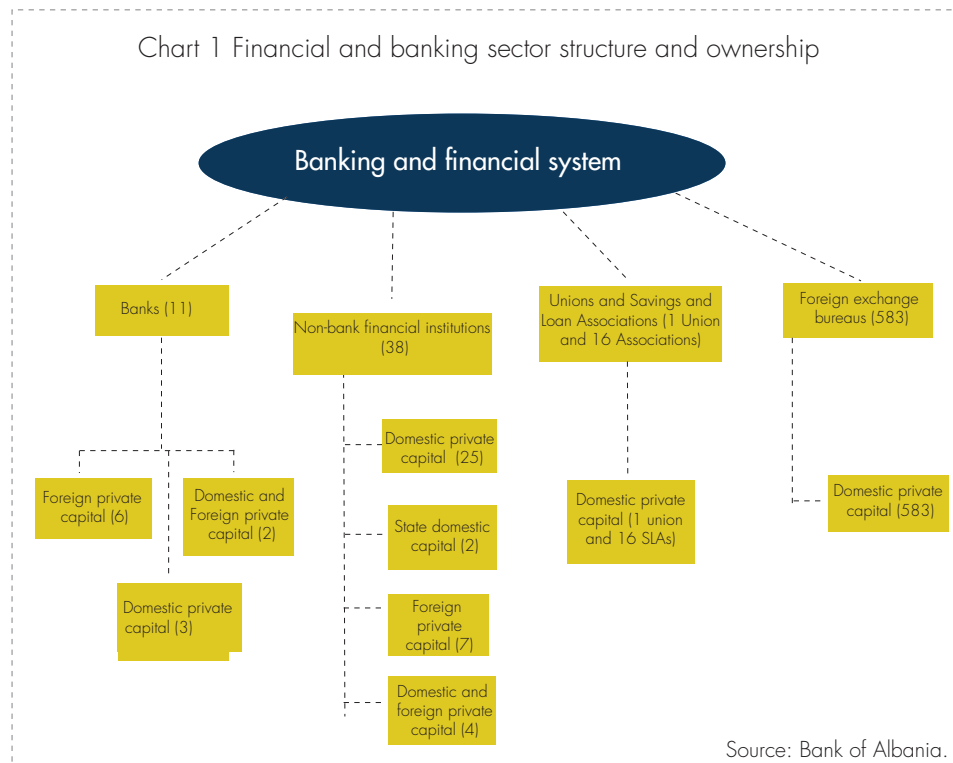 Chart 1 Financial and banking sector structure and ownership
Banking and financial system
Banks (11)
Foreign private
capital (6)
Domestic and
Foreign private
capital (2)
Domestic private
capital (3)
Non-bank financial institutions
(38)
Domestic private
capital (25)
State domestic
capital (2)
Foreign
private
capital (7)
Domestic and
foreign private
capital (4)
Unions and Savings and
Loan Associations (1 Union
and 16 Associations)
Domestic private
capital (1 union
and 16 SLAs)
Foreign exchange
bureaus (583)
Domestic private
capital (583)
Source: Bank of Albania.